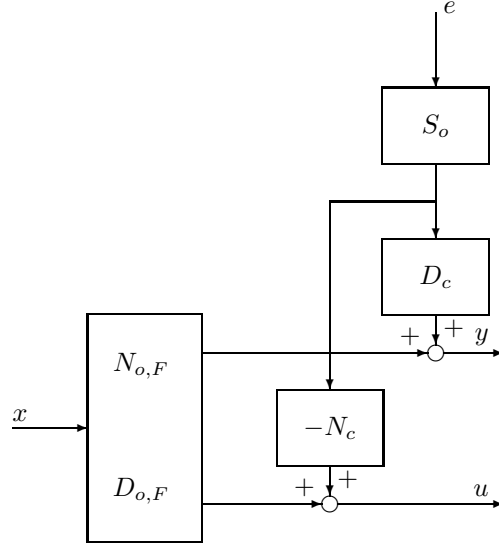 e
S_o
D_c
+ + y
N_{o,F}
x
-N_c
D_{o,F}
+ + u